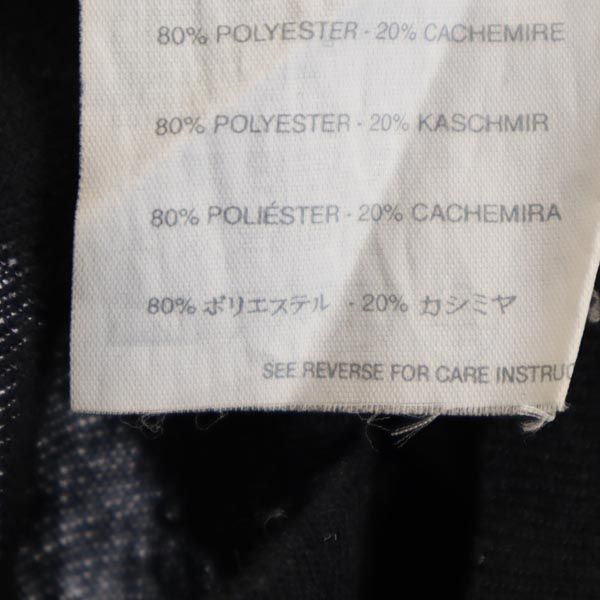 80% POLYESTER - 20% CACHEMIRE
80% POLYESTER - 20% KASCHMIR
80% POLIÉSTER - 20% CACHEMIRA
80% ポリエステル - 20% カシミヤ
SEE REVERSE FOR CARE INSTRUC